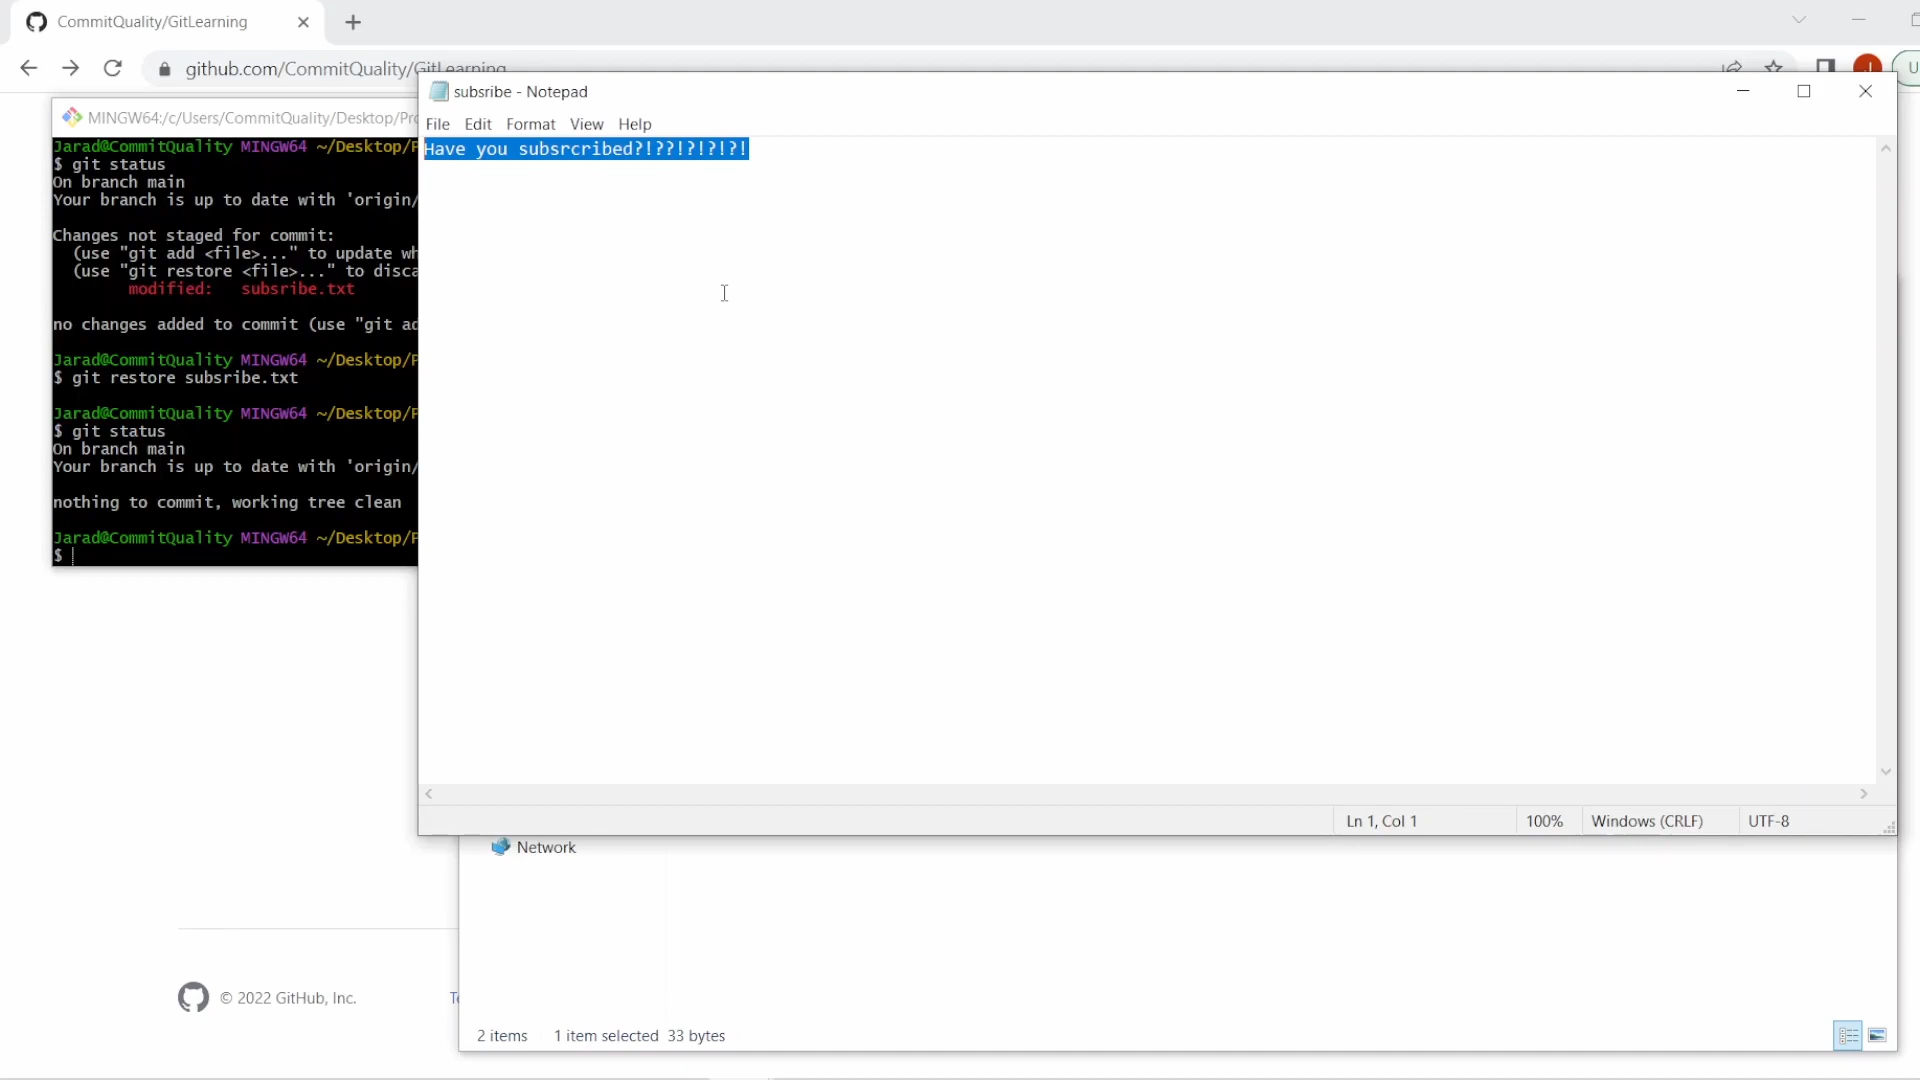 CommitQuality/GitLearning
github.com/CommitQuality/GitLearning
MINGW64:/c/Users/CommitQuality/Desktop/Pro
Jarad@CommitQuality MINGW64 ~/Desktop/P
$ git status
On branch main
Your branch is up to date with 'origin/
Changes not staged for commit:
(use "git add <file>..." to update wh
(use "git restore <file>..." to disca
modified: subsribe.txt
no changes added to commit (use "git ad
Jarad@CommitQuality MINGW64 ~/Desktop/P
$ git restore subsribe.txt
Jarad@CommitQuality MINGW64 ~/Desktop/P
$ git status
On branch main
Your branch is up to date with 'origin/
nothing to commit, working tree clean
Jarad@CommitQuality MINGW64 ~/Desktop/P
$
subsribe - Notepad
File Edit Format View Help
Have you subsrcribed?!??!?!?!?!
Ln 1, Col 1 100% Windows (CRLF) UTF-8
Network
© 2022 GitHub, Inc.
2 items 1 item selected 33 bytes